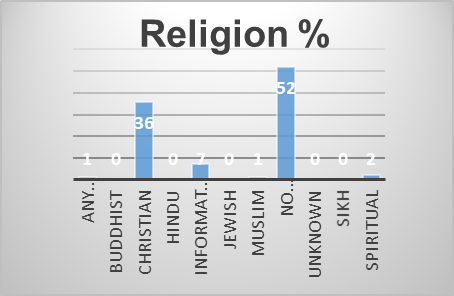 Religion %
1 0 36 0 7 0 1 52 0 0 2
ANY…
BUDDHIST
CHRISTIAN
HINDU
INFORMAT…
JEWISH
MUSLIM
NO…
UNKNOWN
SIKH
SPIRITUAL